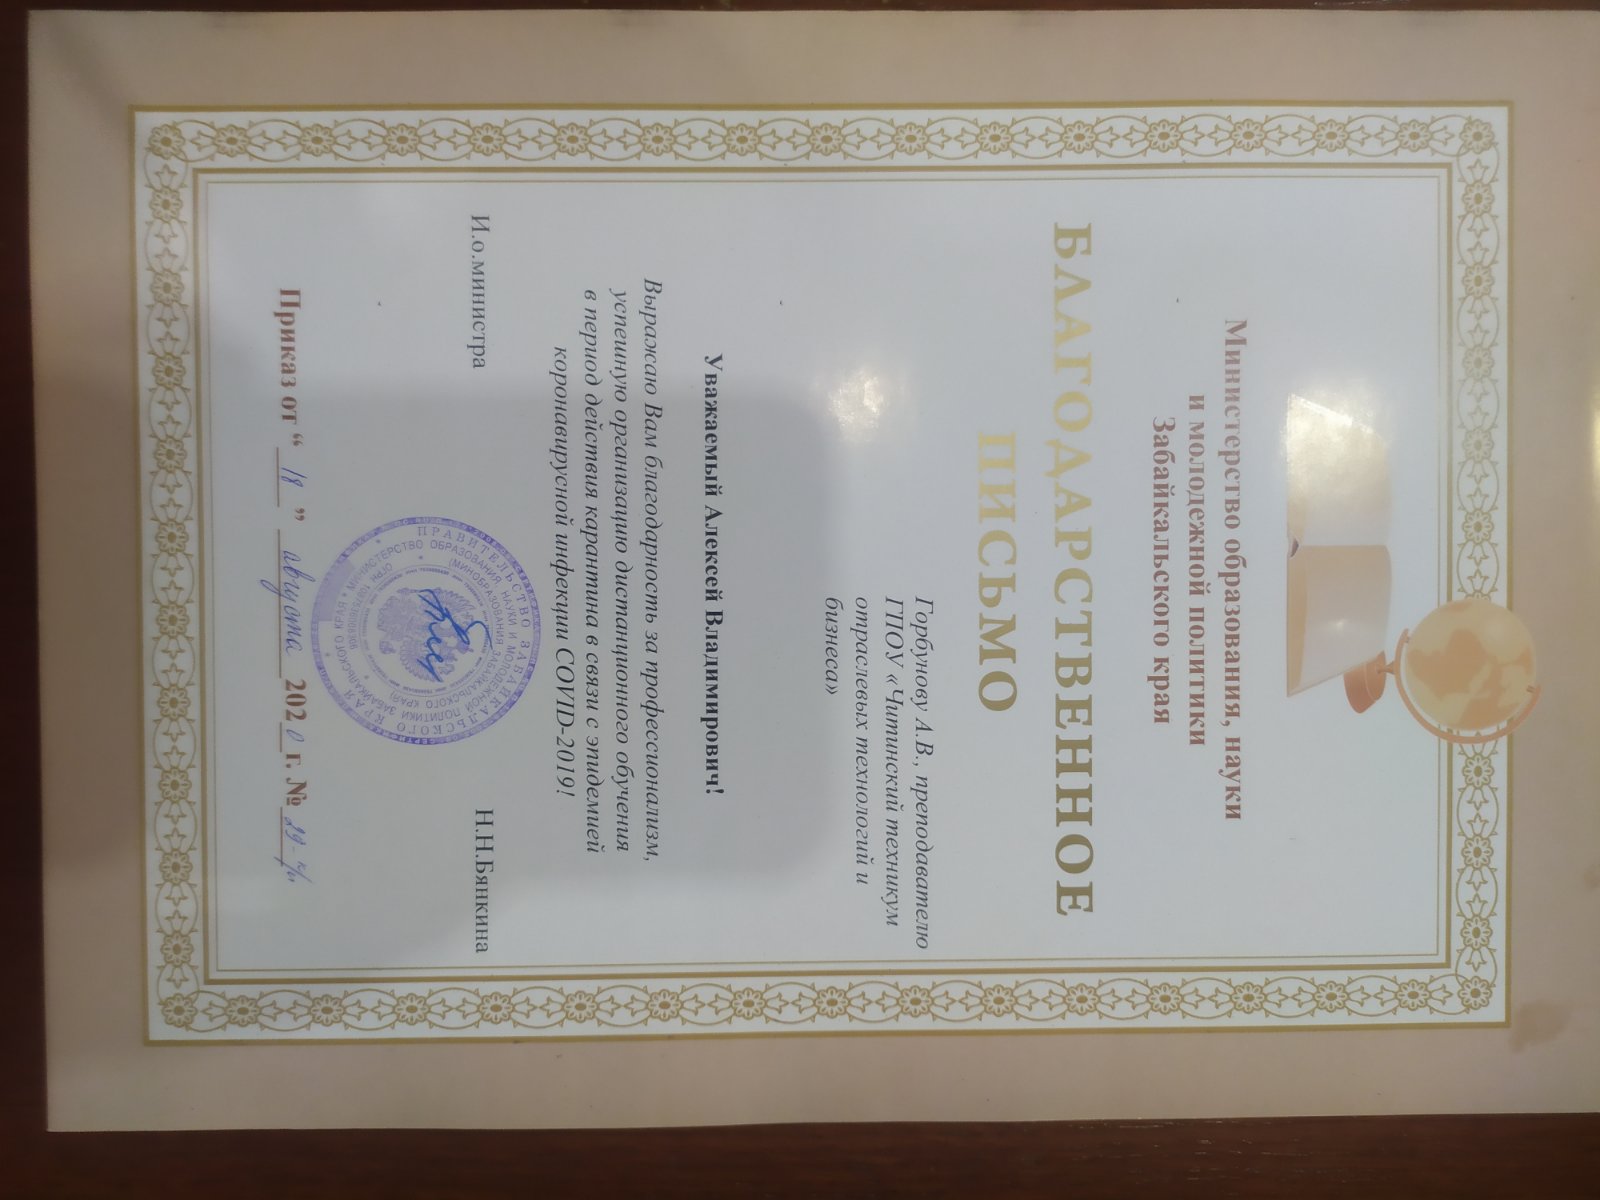 Министерство образования, науки
и молодежной политики
Забайкальского края
БЛАГОДАРСТВЕННОЕ
ПИСЬМО
Горбунову А.В., преподавателю
ГПОУ «Читинский техникум
отраслевых технологий и
бизнеса»
Уважаемый Алексей Владимирович!
Выражаю Вам благодарность за профессионализм,
успешную организацию дистанционного обучения
в период действия карантина в связи с эпидемией
коронавирусной инфекции COVID-2019!
И.о.министра Н.Н.Бянкина
ПРАВИТЕЛЬСТВО ЗАБАЙКАЛЬСКОГО КРАЯ
МИНИСТЕРСТВО ОБРАЗОВАНИЯ, НАУКИ И МОЛОДЕЖНОЙ ПОЛИТИКИ ЗАБАЙКАЛЬСКОГО КРАЯ
(МИНОБРАЗОВАНИЯ ЗАБАЙКАЛЬСКОГО КРАЯ)
Приказ от “ 18 ” августа 2020 г. №